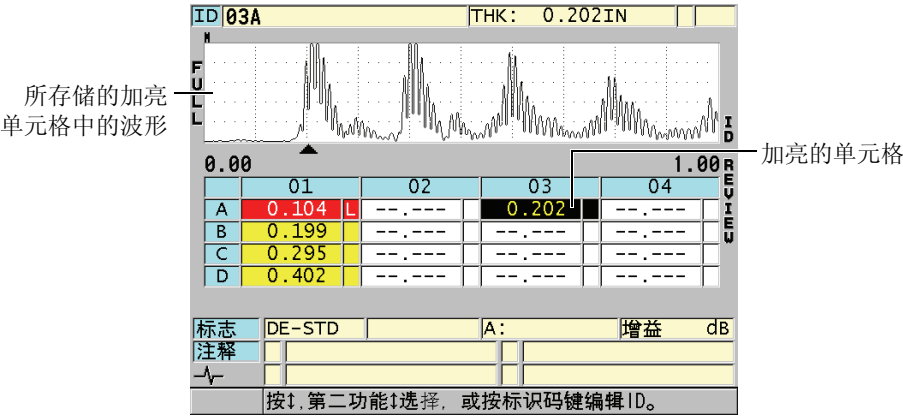 ID 03A THK: 0.202IN
M
FULL
所存储的加亮
单元格中的波形
ID REVIEW
加亮的单元格
0.00 1.00
01 02 03 04
A 0.104 L --.--- 0.202 --.---
B 0.199 --.--- --.--- --.---
C 0.295 --.--- --.--- --.---
D 0.402 --.--- --.--- --.---
标志 DE-STD A: 增益 dB
注释
按↕,第二功能↕选择, 或按标识码键编辑ID。